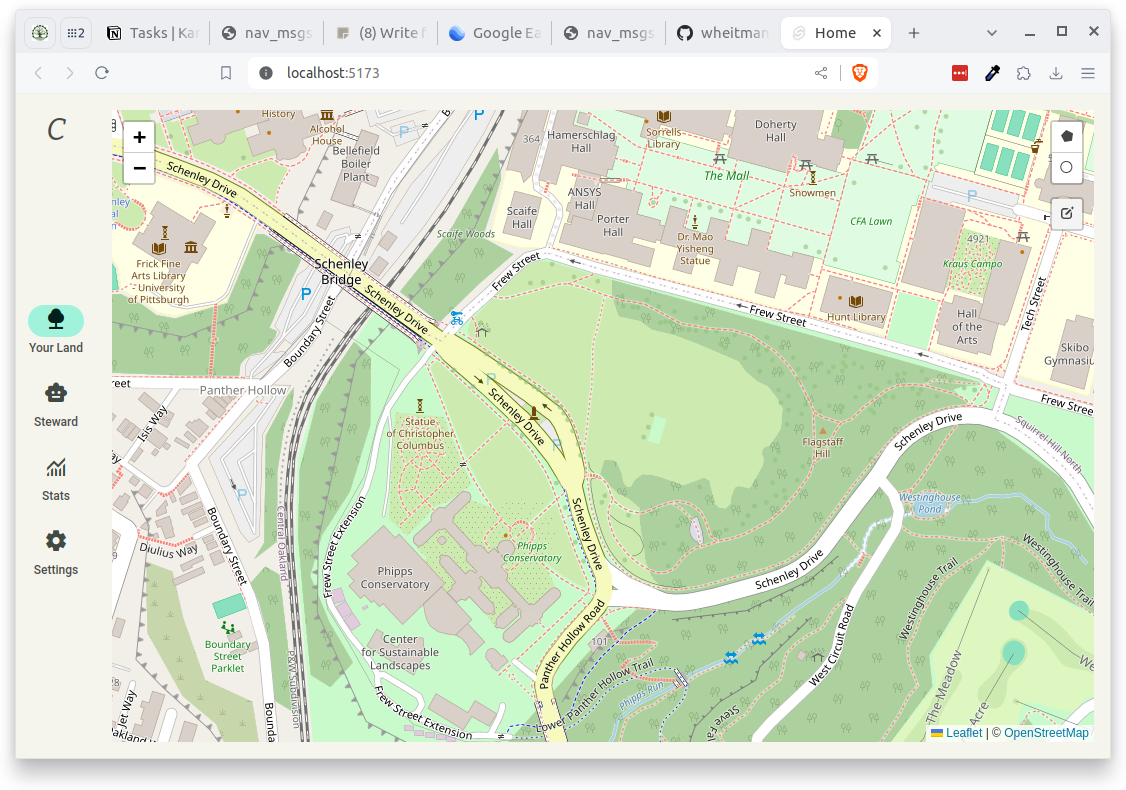 2
Tasks | Kar
nav_msgs
(8) Write f
Google Ea
nav_msgs
wheitman
Home
localhost:5173
C
Your Land
Steward
Stats
Settings
+
−
History
Alcohol
House
Bellefield
Boiler
Plant
P
P
364
Hamerschlag
Hall
Sorrells
Library
Doherty
Hall
The Mall
Snowmen
P
Schenley Drive
ANSYS
Hall
Scaife
Hall
Porter
Hall
Scaife Woods
Dr. Mao
Yisheng
Statue
CFA Lawn
4921
Kraus Campo
Frick Fine
Arts Library
- University
of Pittsburgh
Schenley
Bridge
P
Schenley Drive
Frew Street
Frew Street
Hunt Library
Hall
of the
Arts
Tech Street
Skibo
Gymnasiu
Boundary Street
reet
Panther Hollow
Isis Way
Schenley Drive
Statue
of Christopher
Columbus
P
P
Flagstaff
Hill
Schenley Drive
Frew Stree
Squirrel-Hill-North
P
Westinghouse
Pond
Diulius Way
Boundary Street
Central Oakland
Frew Street Extension
Phipps
Conservatory
Phipps
Conservatory
Schenley Drive
Schenley Drive
Westinghouse Trail
Westinghouse Trail
Boundary
Street
Parklet
Center
for Sustainable
Landscapes
Panther Hollow Road
101
West Circuit Road
P&W Subdivision
Frew Street Extension
Lower Panther Hollow Trail
Phipps Run
The Meadow
Acre
We
Jet Way
akland
Bounda
Steve Fa
Leaflet | © OpenStreetMap